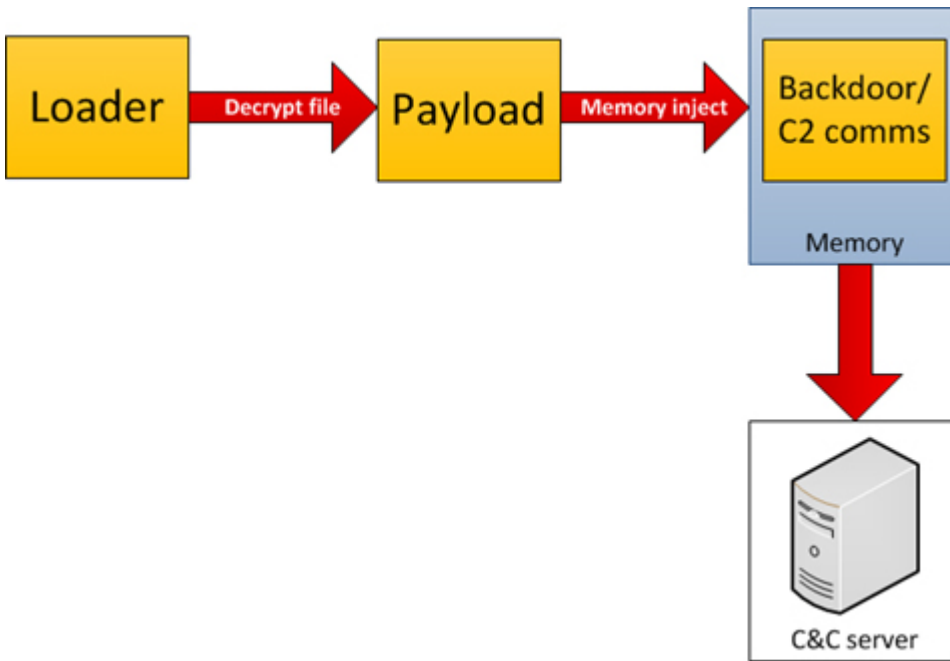 Loader
Decrypt file
Payload
Memory inject
Backdoor/
C2 comms
Memory
C&C server